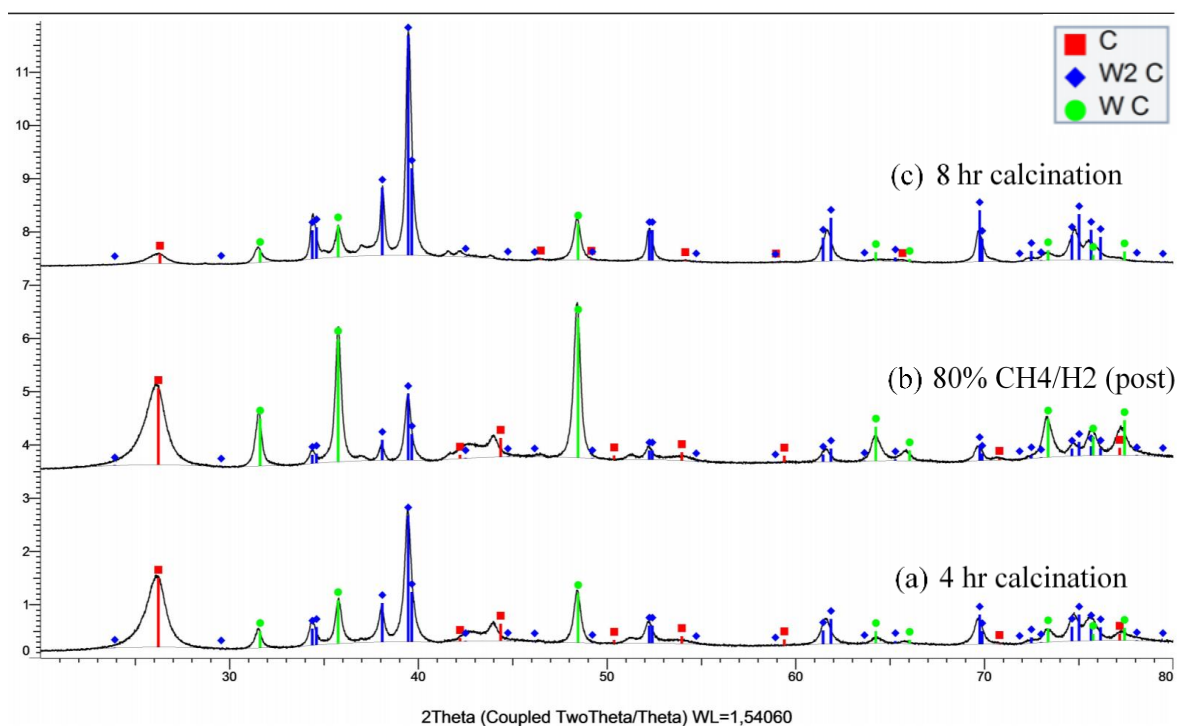 C
W2 C
W C
11
10
9
8
7
(c) 8 hr calcination
7
6
5
4
(b) 80% CH4/H2 (post)
3
2
1
0
(a) 4 hr calcination
30 40 50 60 70 80
2Theta (Coupled TwoTheta/Theta) WL=1,54060